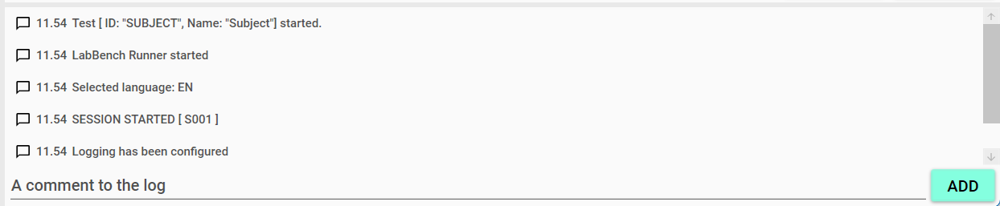 11.54 Test [ ID: "SUBJECT", Name: "Subject"] started.
11.54 LabBench Runner started
11.54 Selected language: EN
11.54 SESSION STARTED [ S001 ]
11.54 Logging has been configured
A comment to the log
ADD